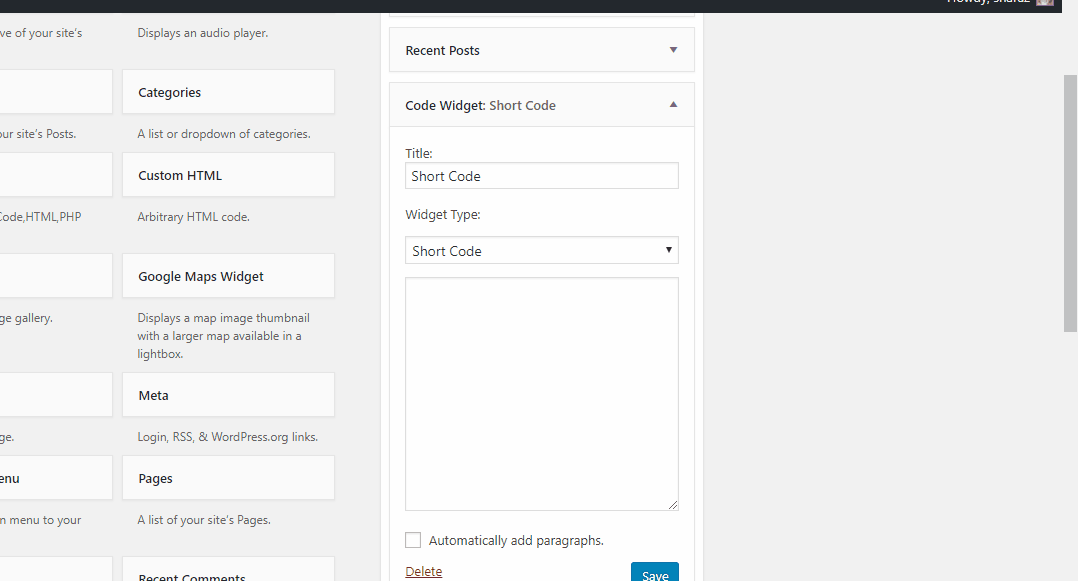 ve of your site's
Displays an audio player.
Categories
our site's Posts.
A list or dropdown of categories.
Custom HTML
Code,HTML,PHP
Arbitrary HTML code.
Google Maps Widget
ge gallery.
Displays a map image thumbnail
with a larger map available in a
lightbox.
Meta
ge.
Login, RSS, & WordPress.org links.
enu
Pages
n menu to your
A list of your site's Pages.
Recent Comments
Recent Posts
Code Widget: Short Code
Title:
Short Code
Widget Type:
Short Code
Automatically add paragraphs.
Delete
Save